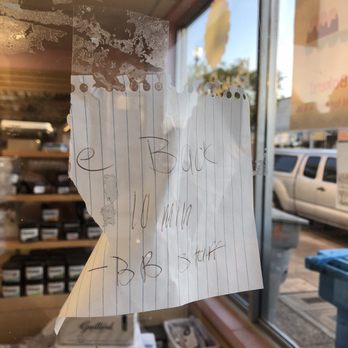 e Back
10 min
- BB Staff